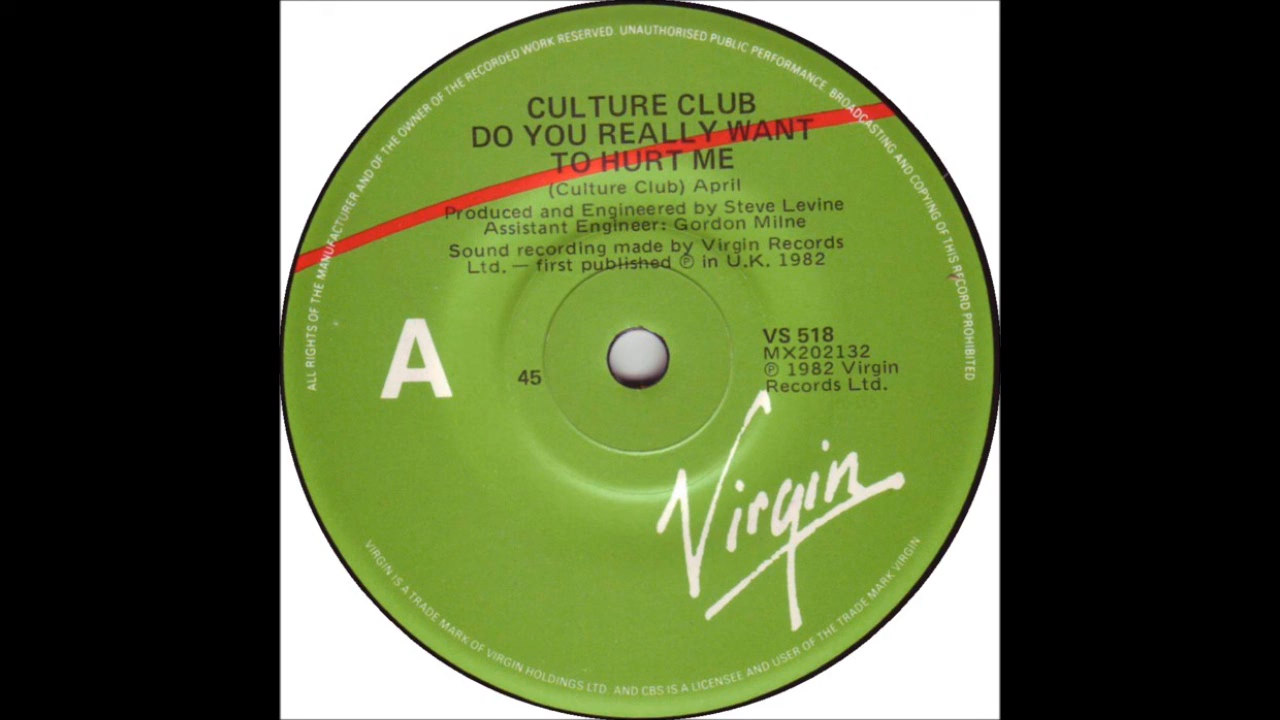 ALL RIGHTS OF THE MANUFACTURER AND OF THE OWNER OF THE RECORDED WORK RESERVED UNAUTHORISED PUBLIC PERFORMANCE BROADCASTING AND COPYING OF THIS RECORD PROHIBITED
CULTURE CLUB
DO YOU REALLY WANT
TO HURT ME
(Culture Club) April
Produced and Engineered by Steve Levine
Assistant Engineer: Gordon Milne
Sound recording made by Virgin Records
Ltd. — first published ℗ in U.K. 1982
A
45
VS 518
MX202132
℗ 1982 Virgin
Records Ltd.
Virgin
VIRGIN IS A TRADE MARK OF VIRGIN HOLDINGS LTD AND CBS IS A LICENSEE AND USER OF THE TRADE MARK VIRGIN